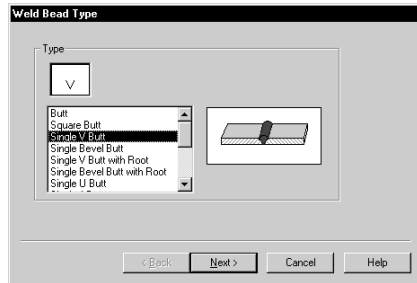 Weld Bead Type
Type
Butt
Square Butt
Single V Butt
Single Bevel Butt
Single V Butt with Root
Single Bevel Butt with Root
Single U Butt
< Back
Next >
Cancel
Help